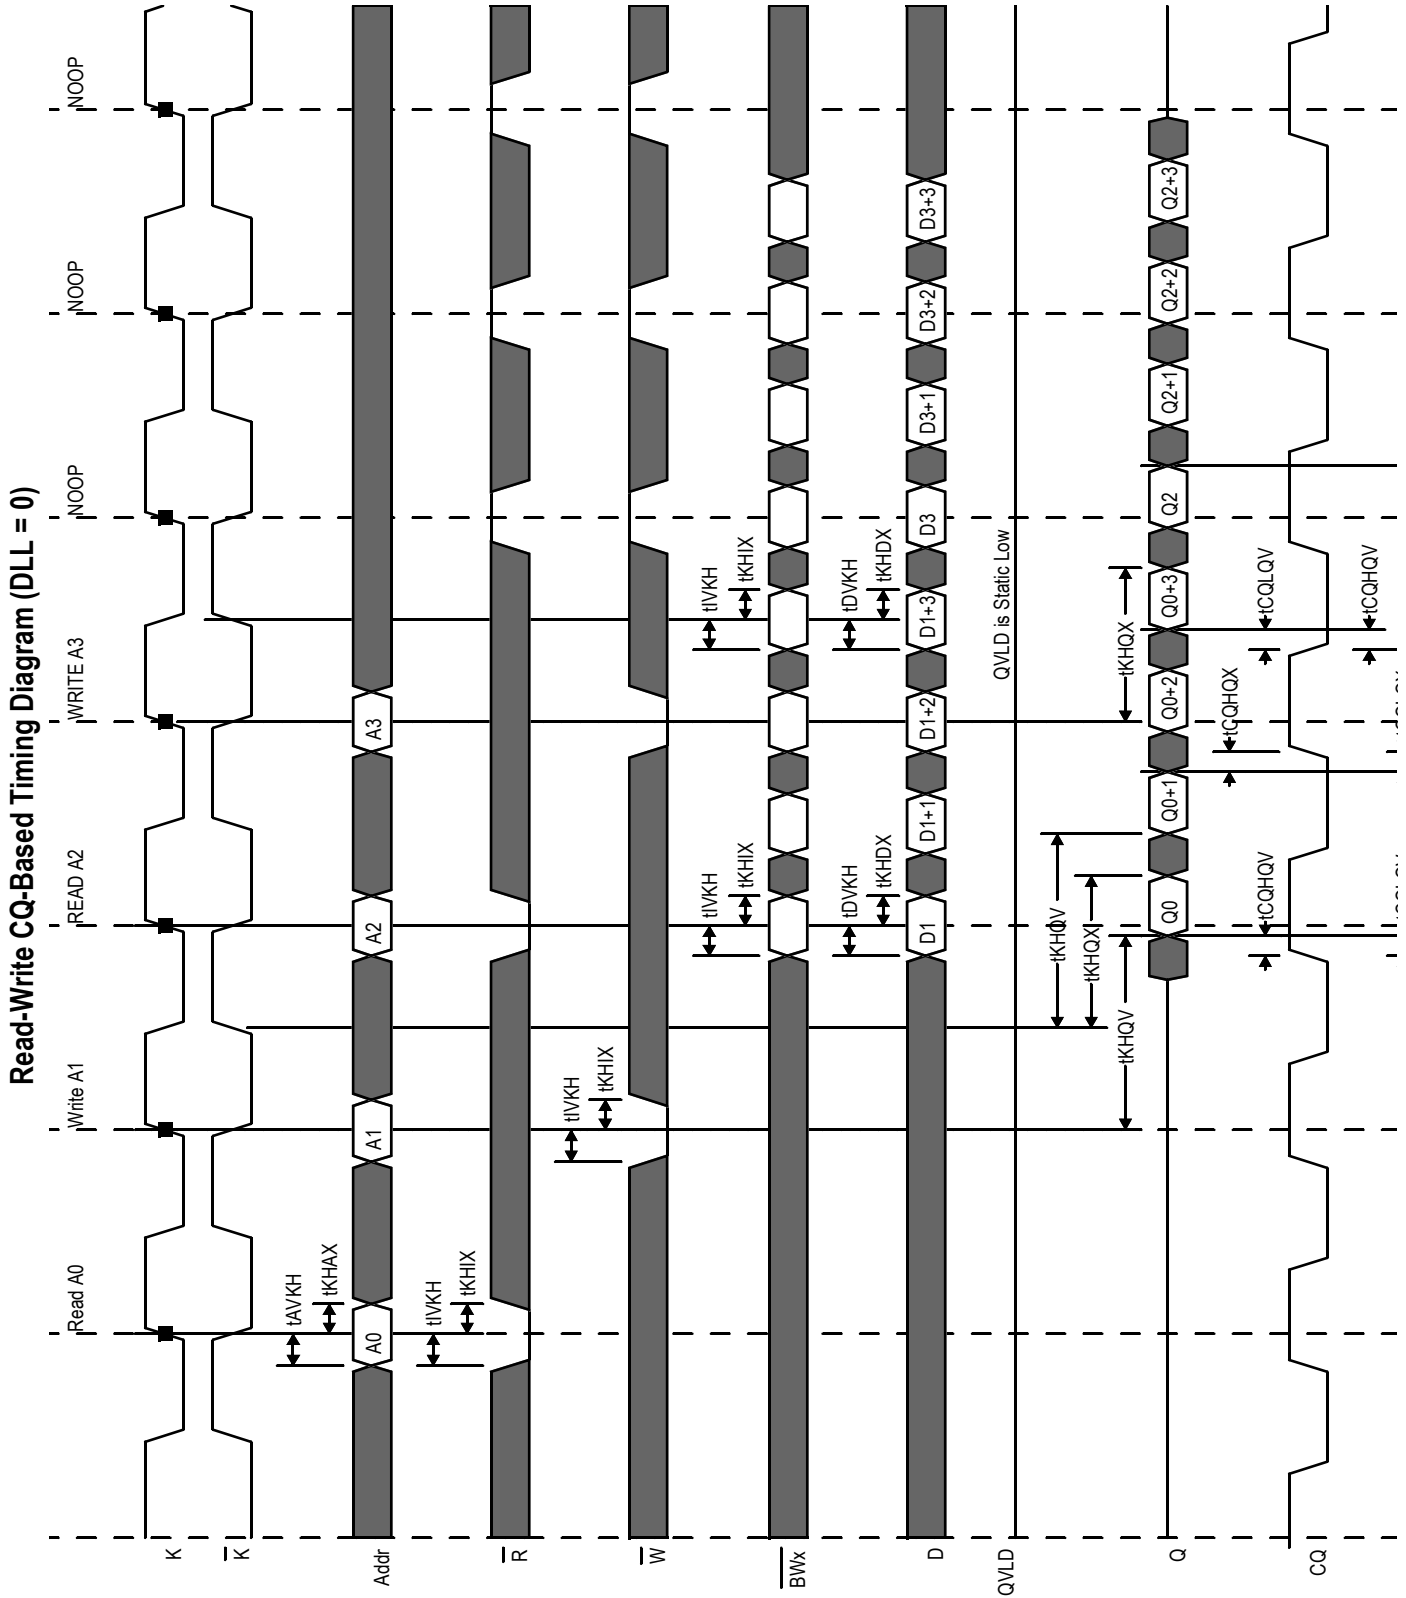 Read-Write CQ-Based Timing Diagram (DLL = 0)
Read A0 Write A1 READ A2 WRITE A3 NOOP NOOP NOOP
K
K
tAVKH
tKHAX
Addr A0 A1 A2 A3
tIVKH
tKHIX
R
tIVKH
tKHIX
W
tIVKH tIVKH
tKHIX tKHIX
BWx
tDVKH tDVKH
tKHDX tKHDX
D D1 D1+1 D1+2 D1+3 D3 D3+1 D3+2 D3+3
QVLD QVLD is Static Low
tKHQV
tKHQX
tKHQV tKHQX
Q Q0 Q0+1 Q0+2 Q0+3 Q2 Q2+1 Q2+2 Q2+3
tCQHQX
tCQHQV tCQLQV
CQ
tCQHQV